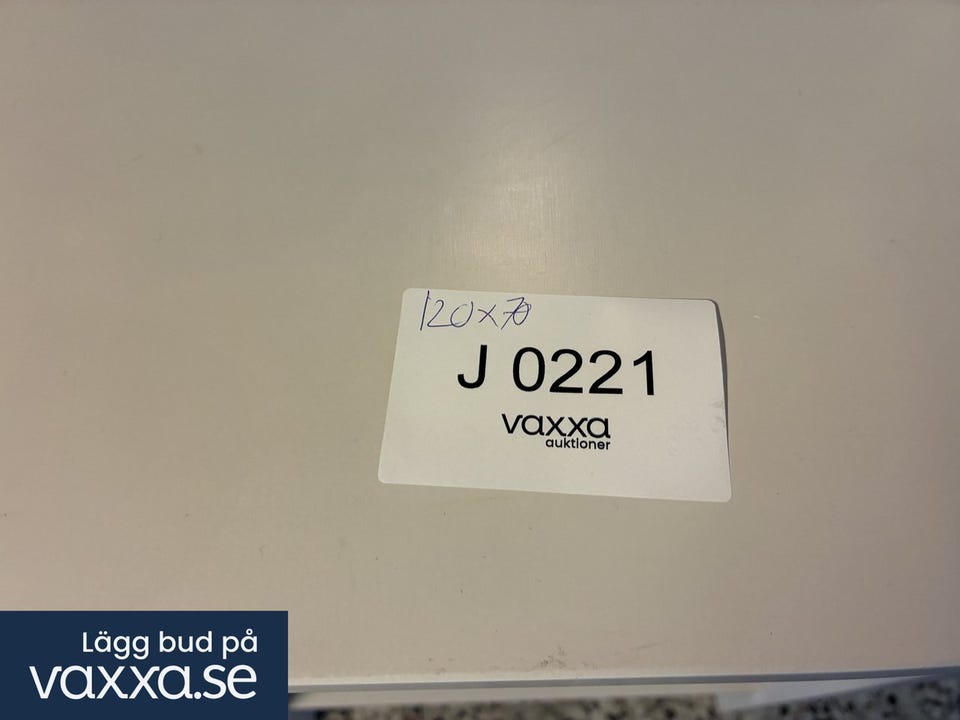 120x70
J 0221
vaxxa
auktioner
Lägg bud på
vaxxa.se